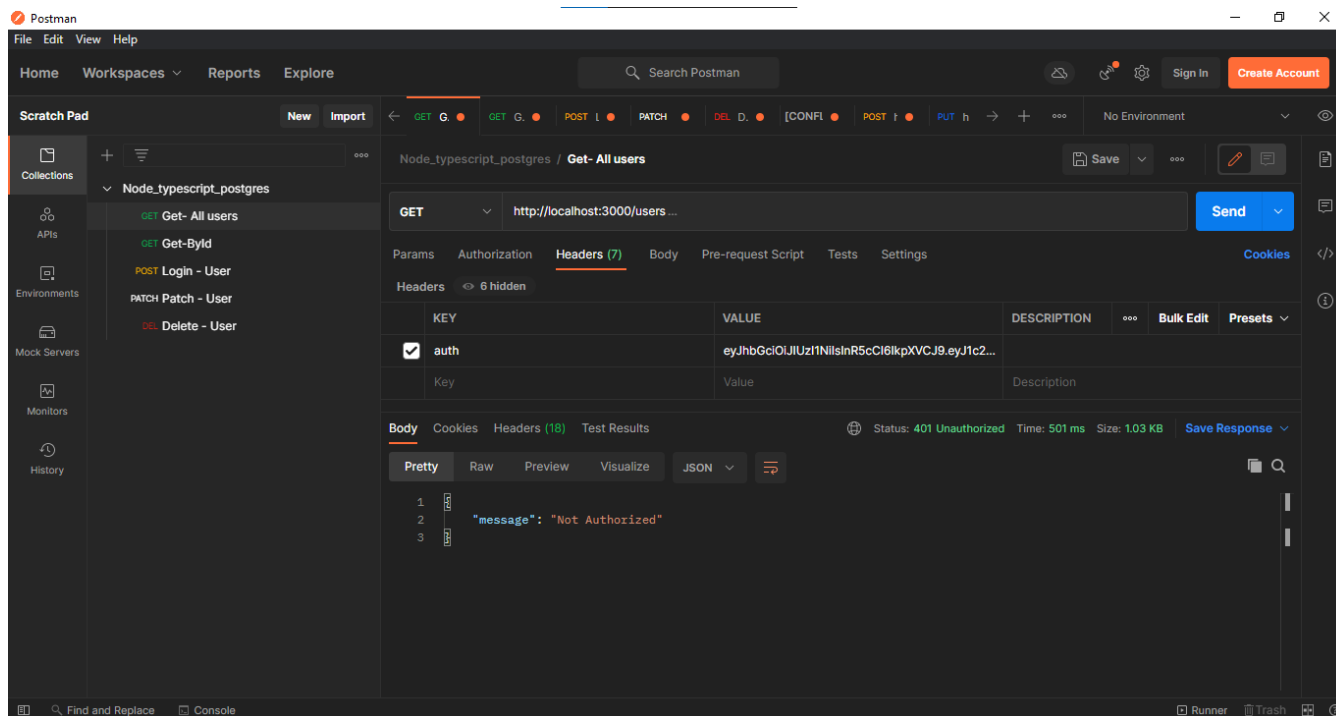 Postman
File Edit View Help
Home Workspaces Reports Explore
Search Postman
Sign In
Create Account
Scratch Pad
New Import
GET G.
GET G.
POST
PATCH
DEL D.
[CONFL
POST
PUT h
No Environment
Collections
APIs
Environments
Mock Servers
Monitors
History
Node_typescript_postgres
GET Get- All users
GET Get-ById
POST Login - User
PATCH Patch - User
DEL Delete - User
Node_typescript_postgres / Get- All users
Save
GET
http://localhost:3000/users ...
Send
Params Authorization Headers (7) Body Pre-request Script Tests Settings
Cookies
Headers 6 hidden
KEY VALUE DESCRIPTION Bulk Edit Presets
auth eyJhbGciOiJIUzI1NiIsInR5cCI6IkpXVCJ9.eyJ1c2...
Key Value Description
Body Cookies Headers (18) Test Results
Status: 401 Unauthorized Time: 501 ms Size: 1.03 KB Save Response
Pretty Raw Preview Visualize JSON
1 {
2 "message": "Not Authorized"
3 }
Find and Replace Console
Runner Trash